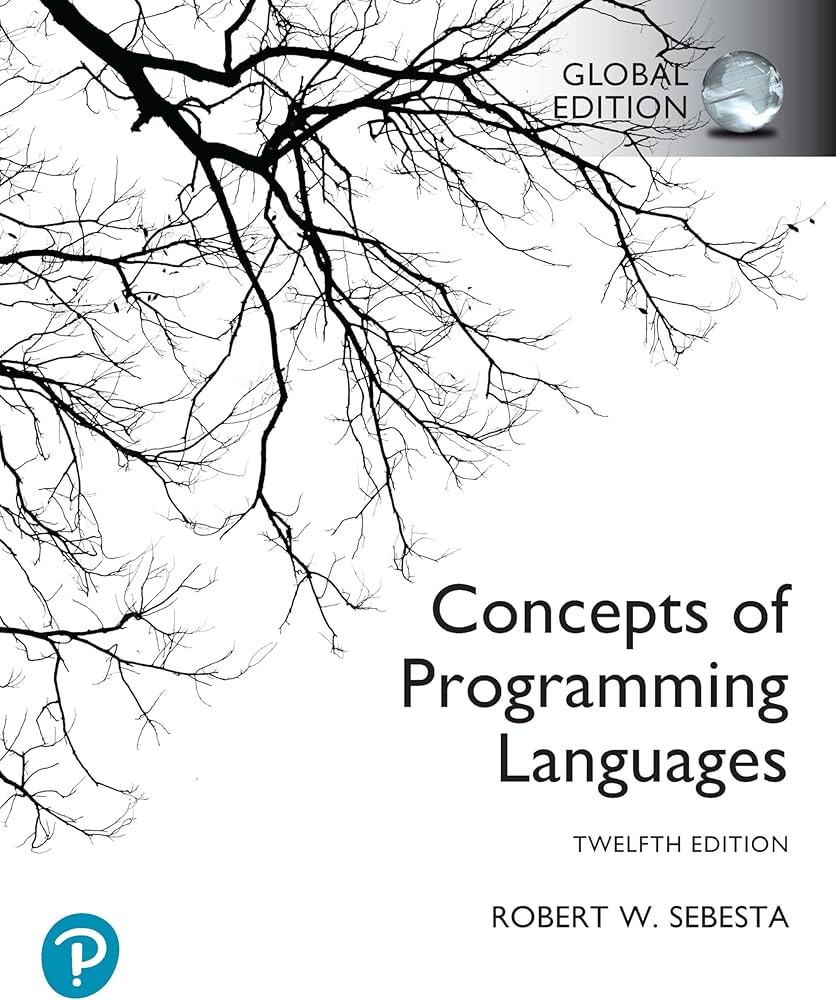 GLOBAL
EDITION
Concepts of
Programming
Languages
TWELFTH EDITION
ROBERT W. SEBESTA
P